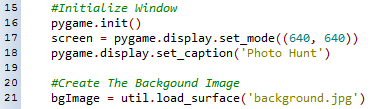 15 #Initialize Window
16 pygame.init()
17 screen = pygame.display.set_mode((640, 640))
18 pygame.display.set_caption('Photo Hunt')
19
20 #Create The Backgound Image
21 bgImage = util.load_surface('background.jpg')